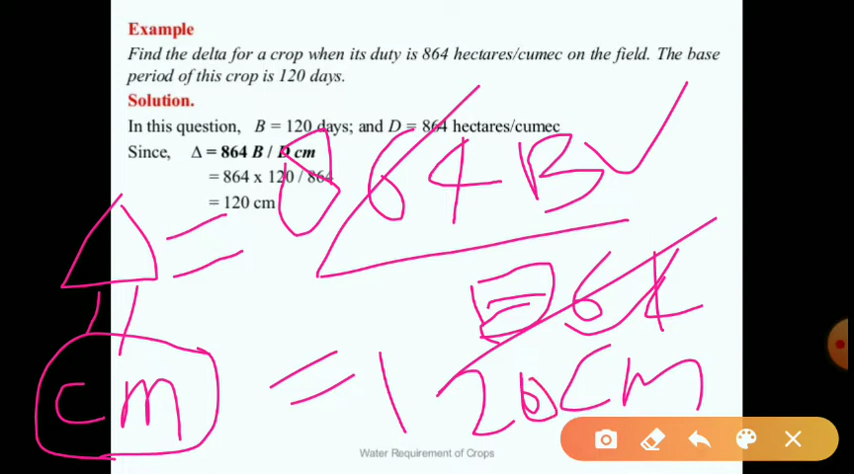 Example
Find the delta for a crop when its duty is 864 hectares/cumec on the field. The base
period of this crop is 120 days.
Solution.
In this question, B = 120 days; and D = 864 hectares/cumec
Since, Δ = 864 B / D cm
= 864 x 120 / 864
= 120 cm
Δ = 864 B
864
cm = 120 cm
Water Requirement of Crops